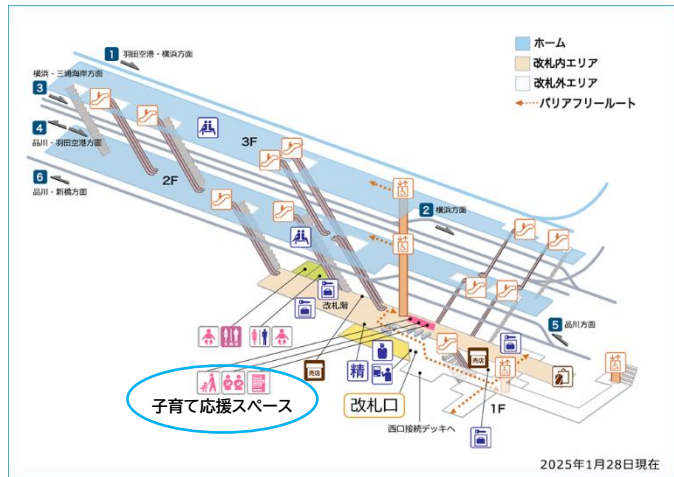 1 羽田空港・横浜方面
ホーム
改札内エリア
改札外エリア
バリアフリールート
横浜・三浦海岸方面
3
4
品川・羽田空港方面
6
品川・新橋方面
3F
2F
2 横浜方面
5 品川方面
改札階
売店
精
売店
子育て応援スペース
改札口
西口接続デッキへ
1F
2025年1月28日現在